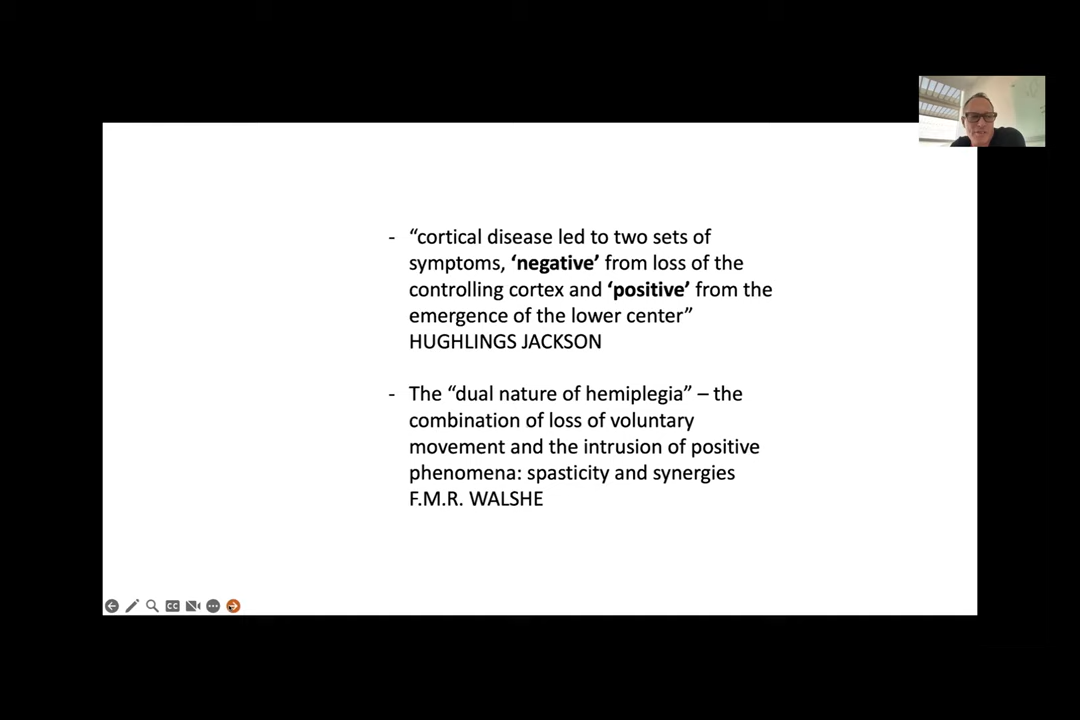 - “cortical disease led to two sets of
symptoms, ‘negative’ from loss of the
controlling cortex and ‘positive’ from the
emergence of the lower center”
HUGHLINGS JACKSON
- The “dual nature of hemiplegia” – the
combination of loss of voluntary
movement and the intrusion of positive
phenomena: spasticity and synergies
F.M.R. WALSHE
CC